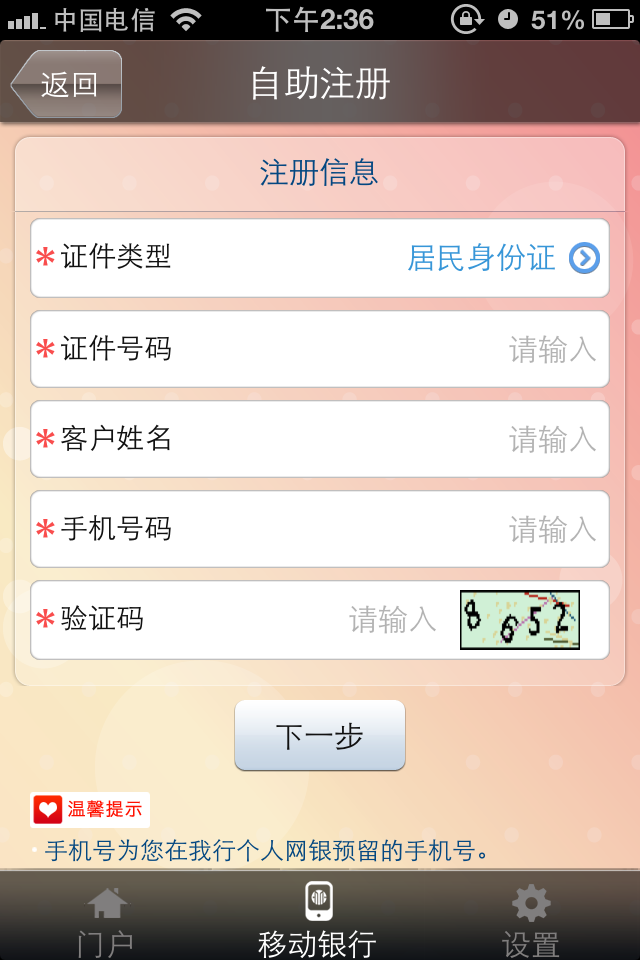 中国电信 下午2:36 51%
返回 自助注册
注册信息
*证件类型 居民身份证
*证件号码 请输入
*客户姓名 请输入
*手机号码 请输入
*验证码 请输入 8652
下一步
温馨提示
手机号为您在我行个人网银预留的手机号。
门户 移动银行 设置